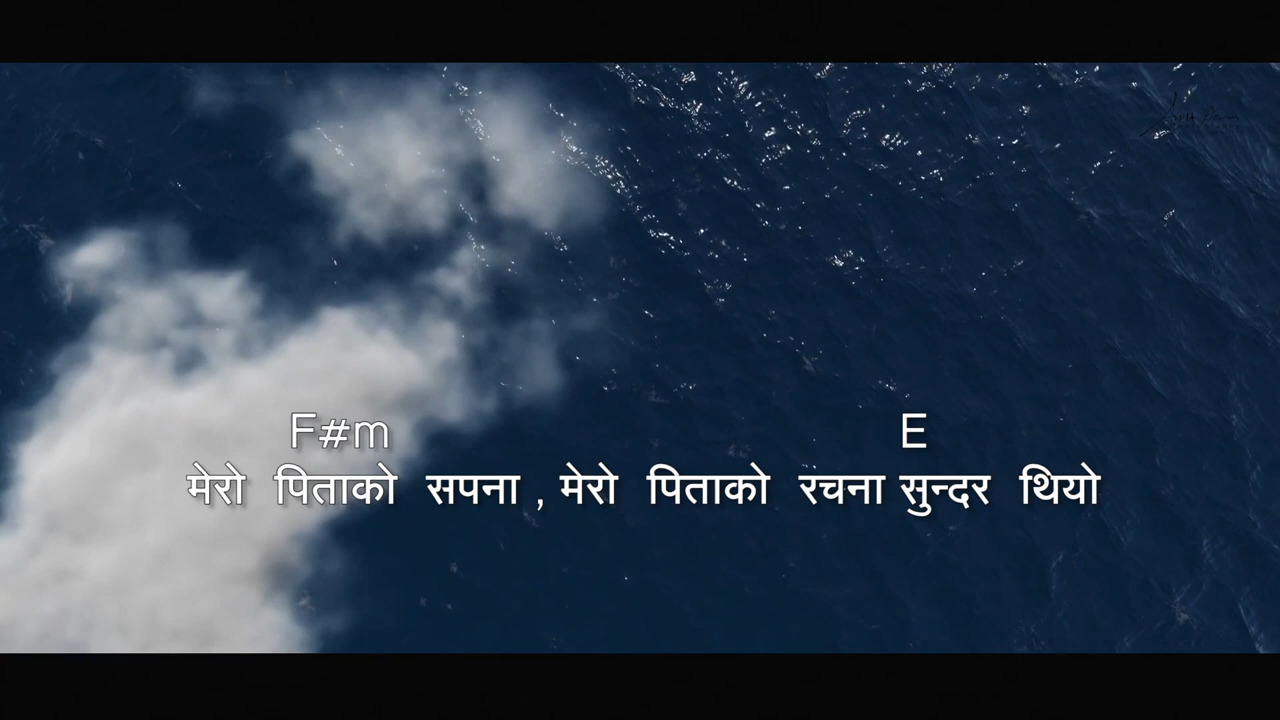 F#m E
मेरो पिताको सपना , मेरो पिताको रचना सुन्दर थियो